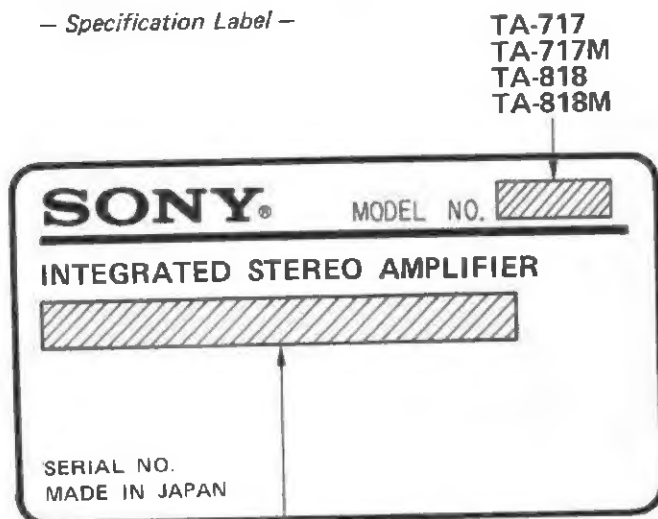 — Specification Label —
TA-717
TA-717M
TA-818
TA-818M
SONY®
MODEL NO.
INTEGRATED STEREO AMPLIFIER
SERIAL NO.
MADE IN JAPAN